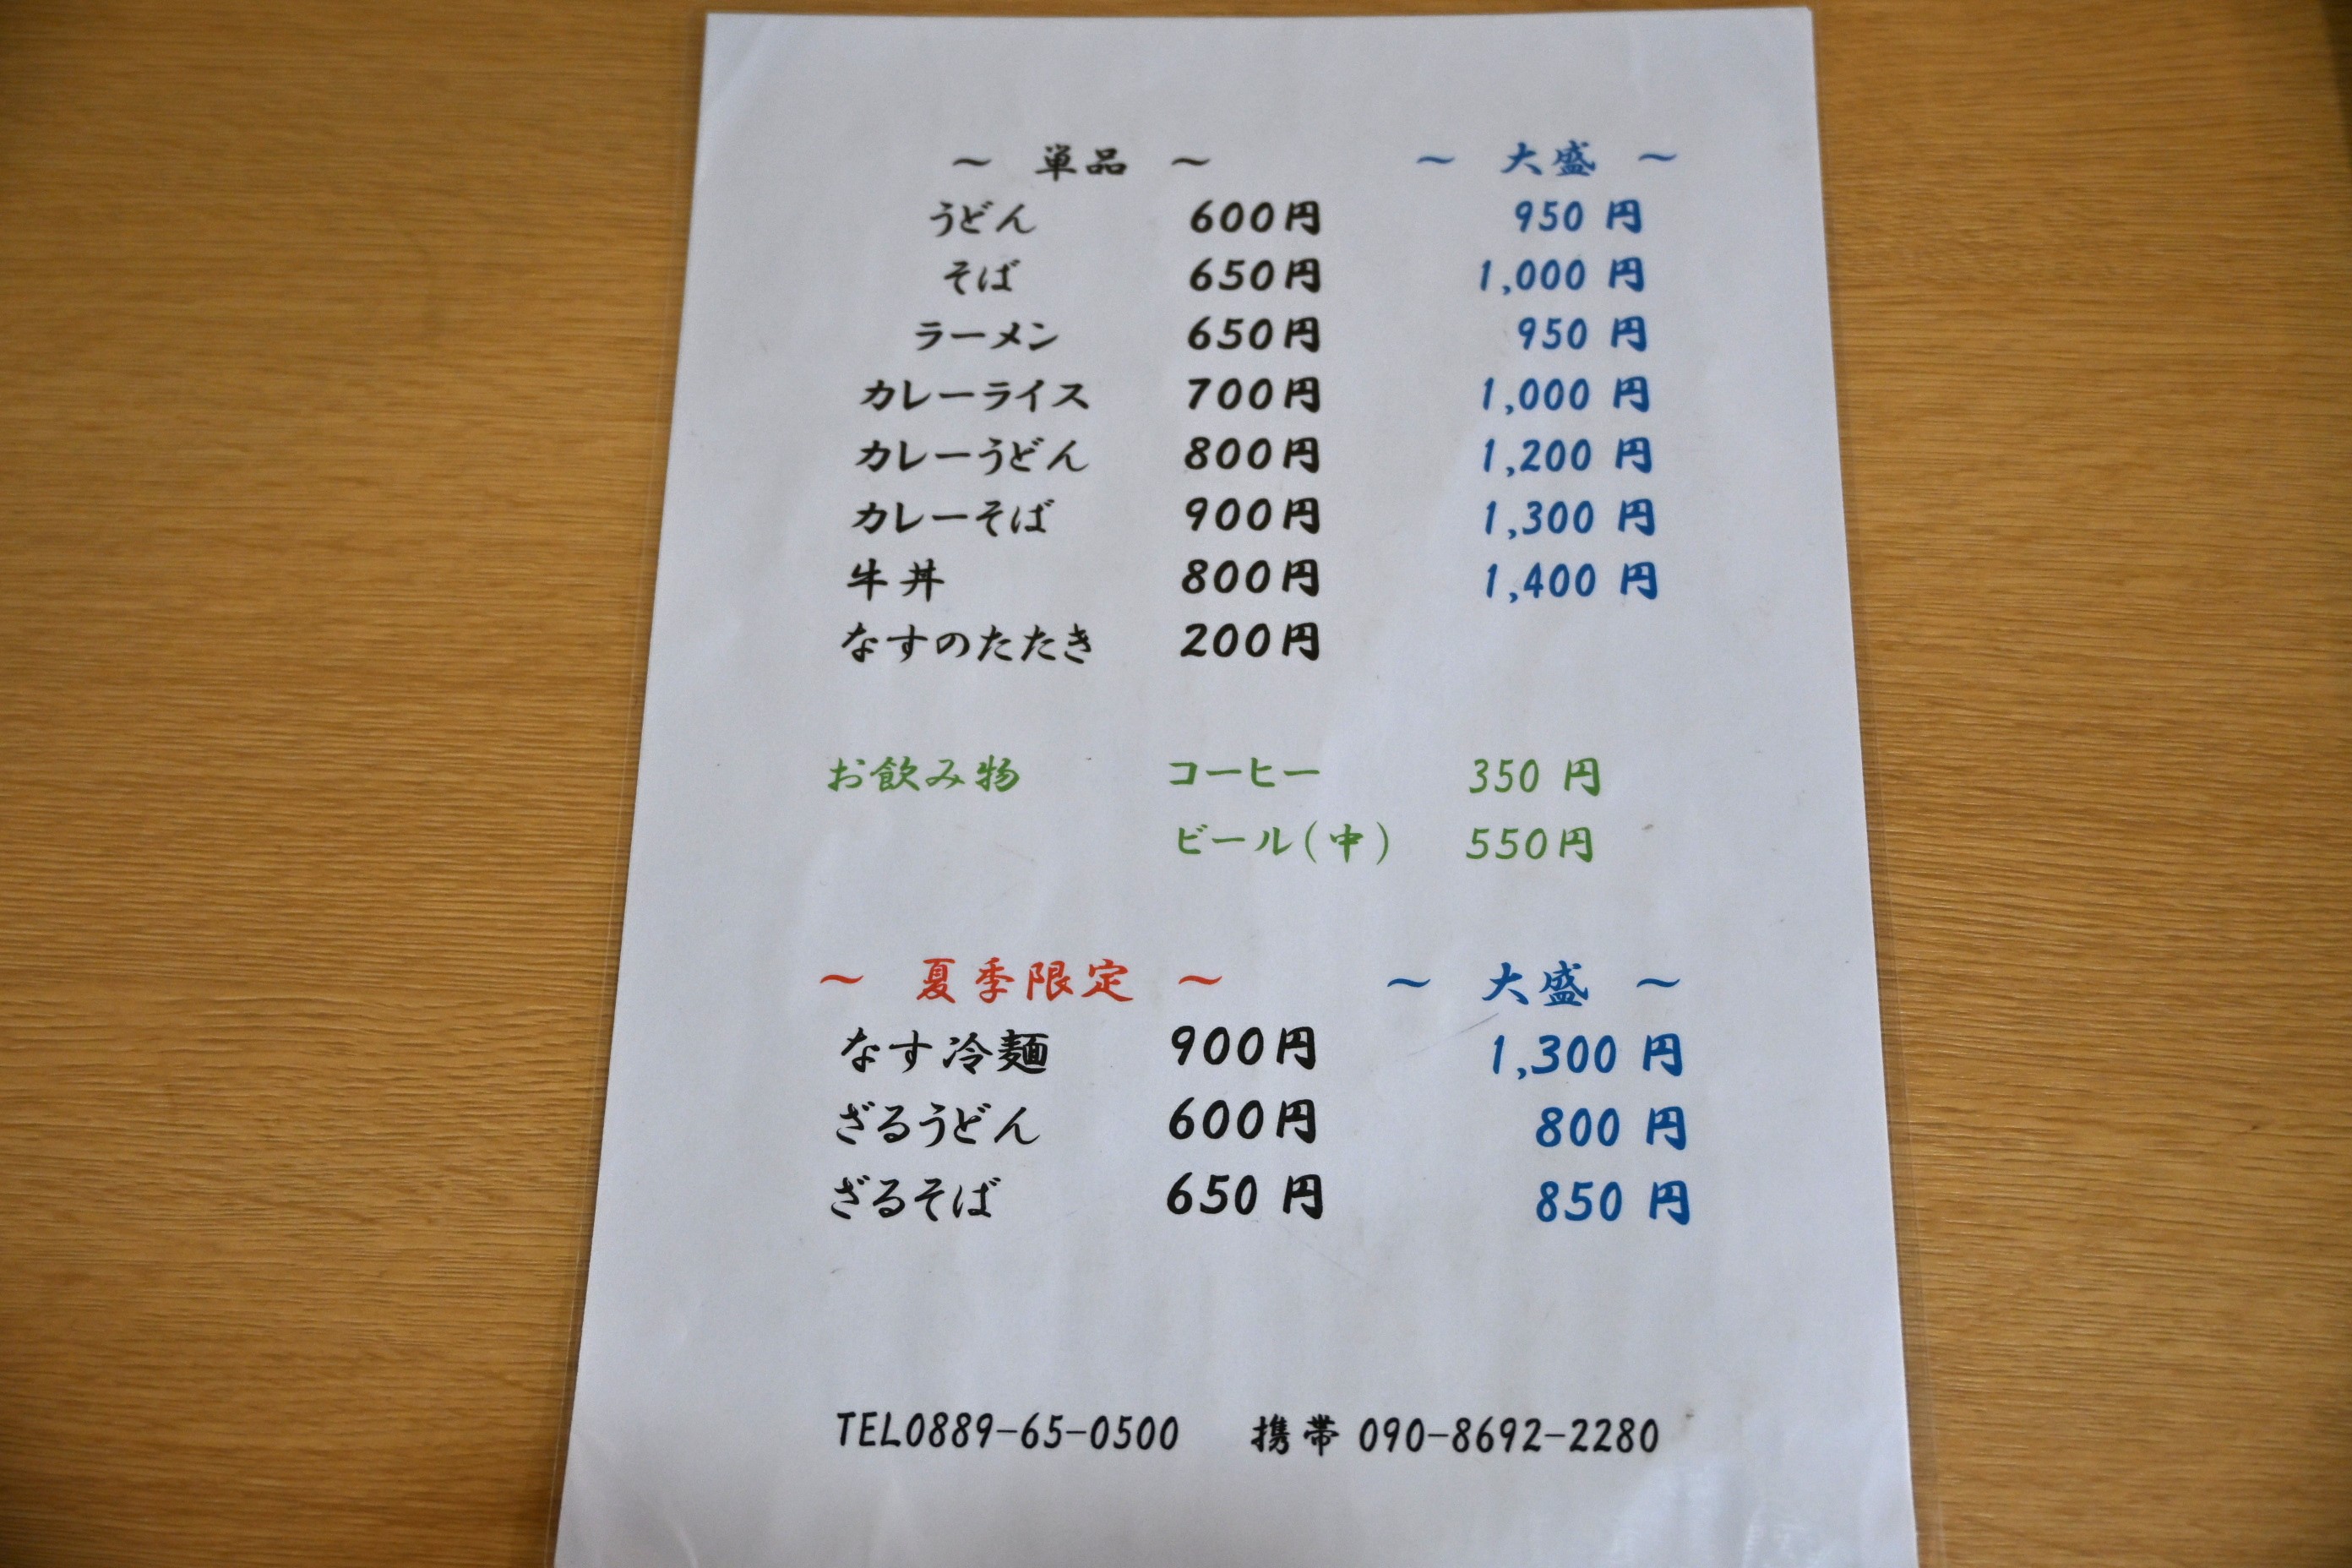 ～ 単品 ～ ～ 大盛 ～
うどん 600円 950 円
そば 650円 1,000 円
ラーメン 650円 950 円
カレーライス 700円 1,000 円
カレーうどん 800円 1,200 円
カレーそば 900円 1,300 円
牛丼 800円 1,400 円
なすのたたき 200円
お飲み物 コーヒー 350 円
ビール(中) 550円
～ 夏季限定 ～ ～ 大盛 ～
なす冷麺 900円 1,300 円
ざるうどん 600円 800 円
ざるそば 650 円 850 円
TEL0889-65-0500 携帯 090-8692-2280